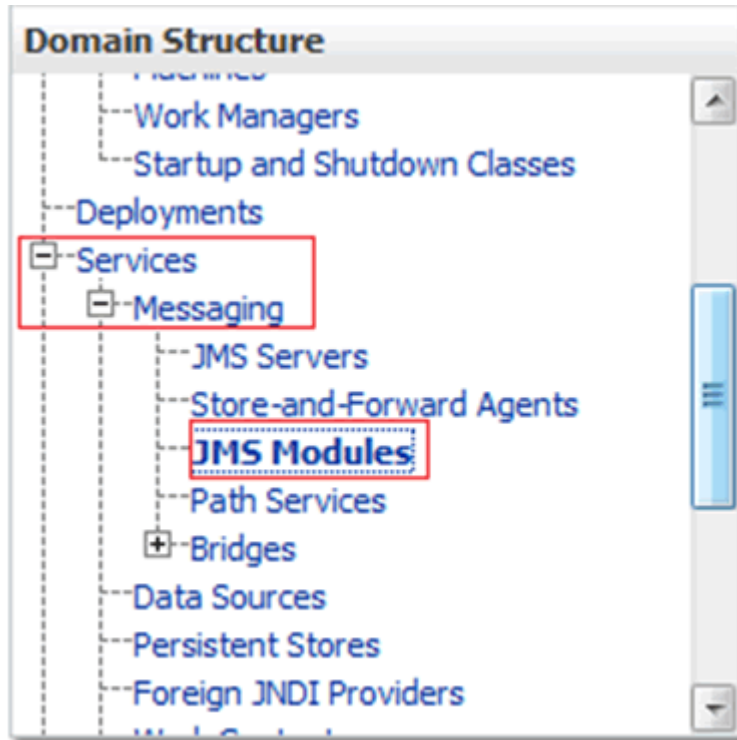 Domain Structure
Machines
Work Managers
Startup and Shutdown Classes
Deployments
Services
Messaging
JMS Servers
Store-and-Forward Agents
JMS Modules
Path Services
Bridges
Data Sources
Persistent Stores
Foreign JNDI Providers